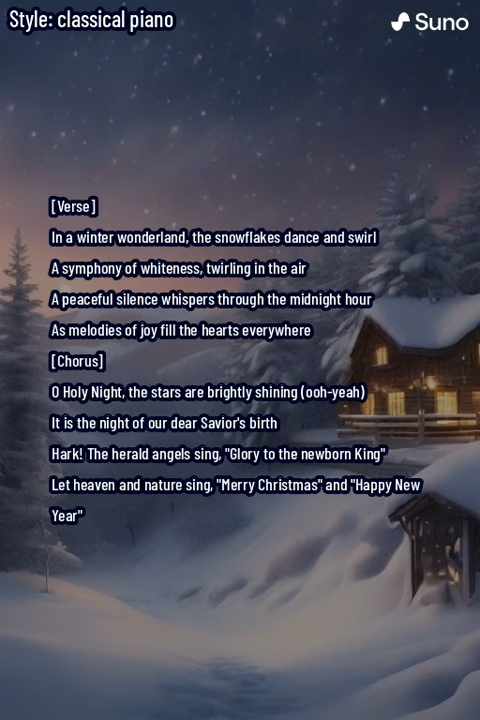 Style: classical piano
Suno
[Verse]
In a winter wonderland, the snowflakes dance and swirl
A symphony of whiteness, twirling in the air
A peaceful silence whispers through the midnight hour
As melodies of joy fill the hearts everywhere
[Chorus]
O Holy Night, the stars are brightly shining (ooh-yeah)
It is the night of our dear Savior's birth
Hark! The herald angels sing, "Glory to the newborn King"
Let heaven and nature sing, "Merry Christmas" and "Happy New
Year"